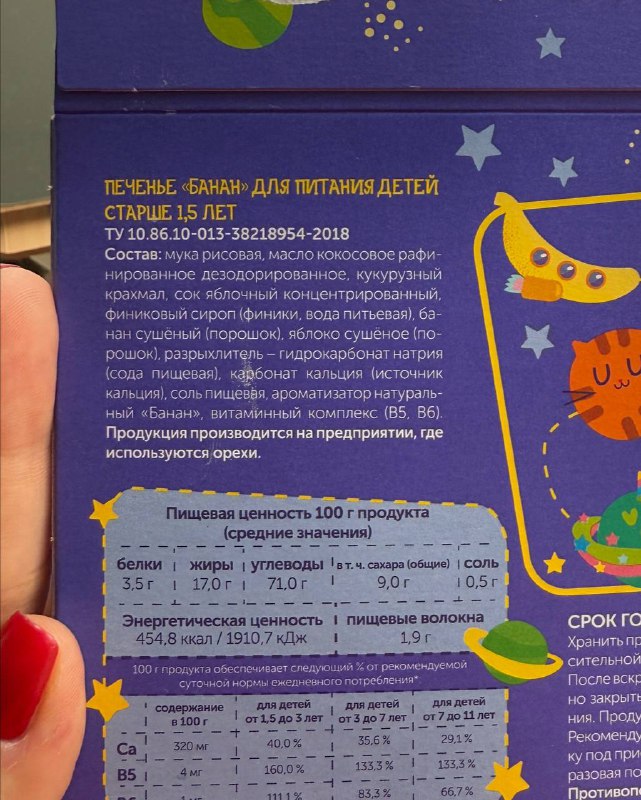 ПЕЧЕНЬЕ «БАНАН» ДЛЯ ПИТАНИЯ ДЕТЕЙ
СТАРШЕ 1,5 ЛЕТ
ТУ 10.86.10-013-38218954-2018
Состав: мука рисовая, масло кокосовое рафи-
нированное дезодорированное, кукурузный
крахмал, сок яблочный концентрированный,
финиковый сироп (финики, вода питьевая), ба-
нан сушёный (порошок), яблоко сушёное (по-
рошок), разрыхлитель – гидрокарбонат натрия
(сода пищевая), карбонат кальция (источник
кальция), соль пищевая, ароматизатор натураль-
ный «Банан», витаминный комплекс (В5, В6).
Продукция производится на предприятии, где
используются орехи.
Пищевая ценность 100 г продукта
(средние значения)
белки жиры углеводы в т. ч. сахара (общие) соль
3,5 г 17,0 г 71,0 г 9,0 г 0,5 г
Энергетическая ценность пищевые волокна
454,8 ккал / 1910,7 кДж 1,9 г
100 г продукта обеспечивает следующий % от рекомендуемой
суточной нормы ежедневного потребления*
содержание в 100 г для детей от 1,5 до 3 лет для детей от 3 до 7 лет для детей от 7 до 11 лет
Ca 320 мг 40,0 % 35,6 % 29,1 %
B5 4 мг 160,0 % 133,3 % 133,3 %
111,1 % 83,3 % 66,7 %
СРОК ГО
Хранить пр
сительной
После вскр
но закрыт
ния. Проду
Рекоменду
ку под прис
разовая по
Противопо